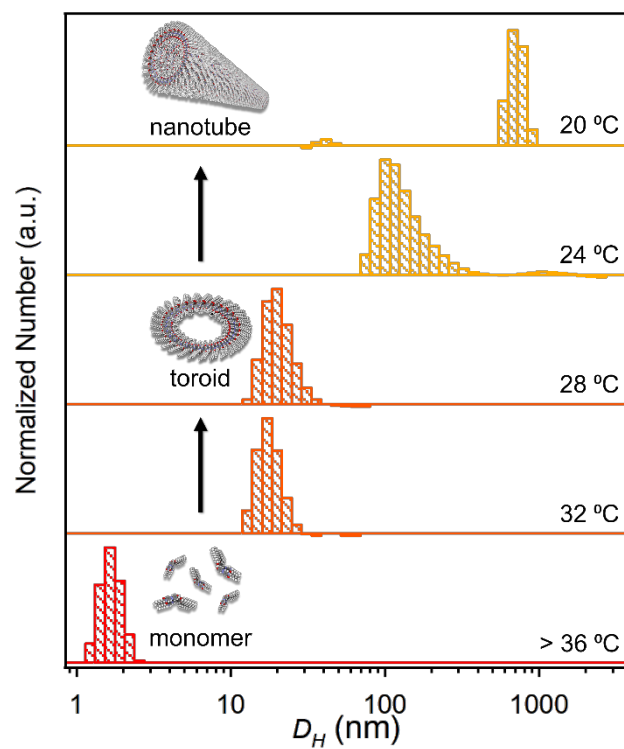 Normalized Number (a.u.)
nanotube
20 ºC
24 ºC
toroid
28 ºC
32 ºC
monomer
> 36 ºC
1
10
100
1000
D_H (nm)